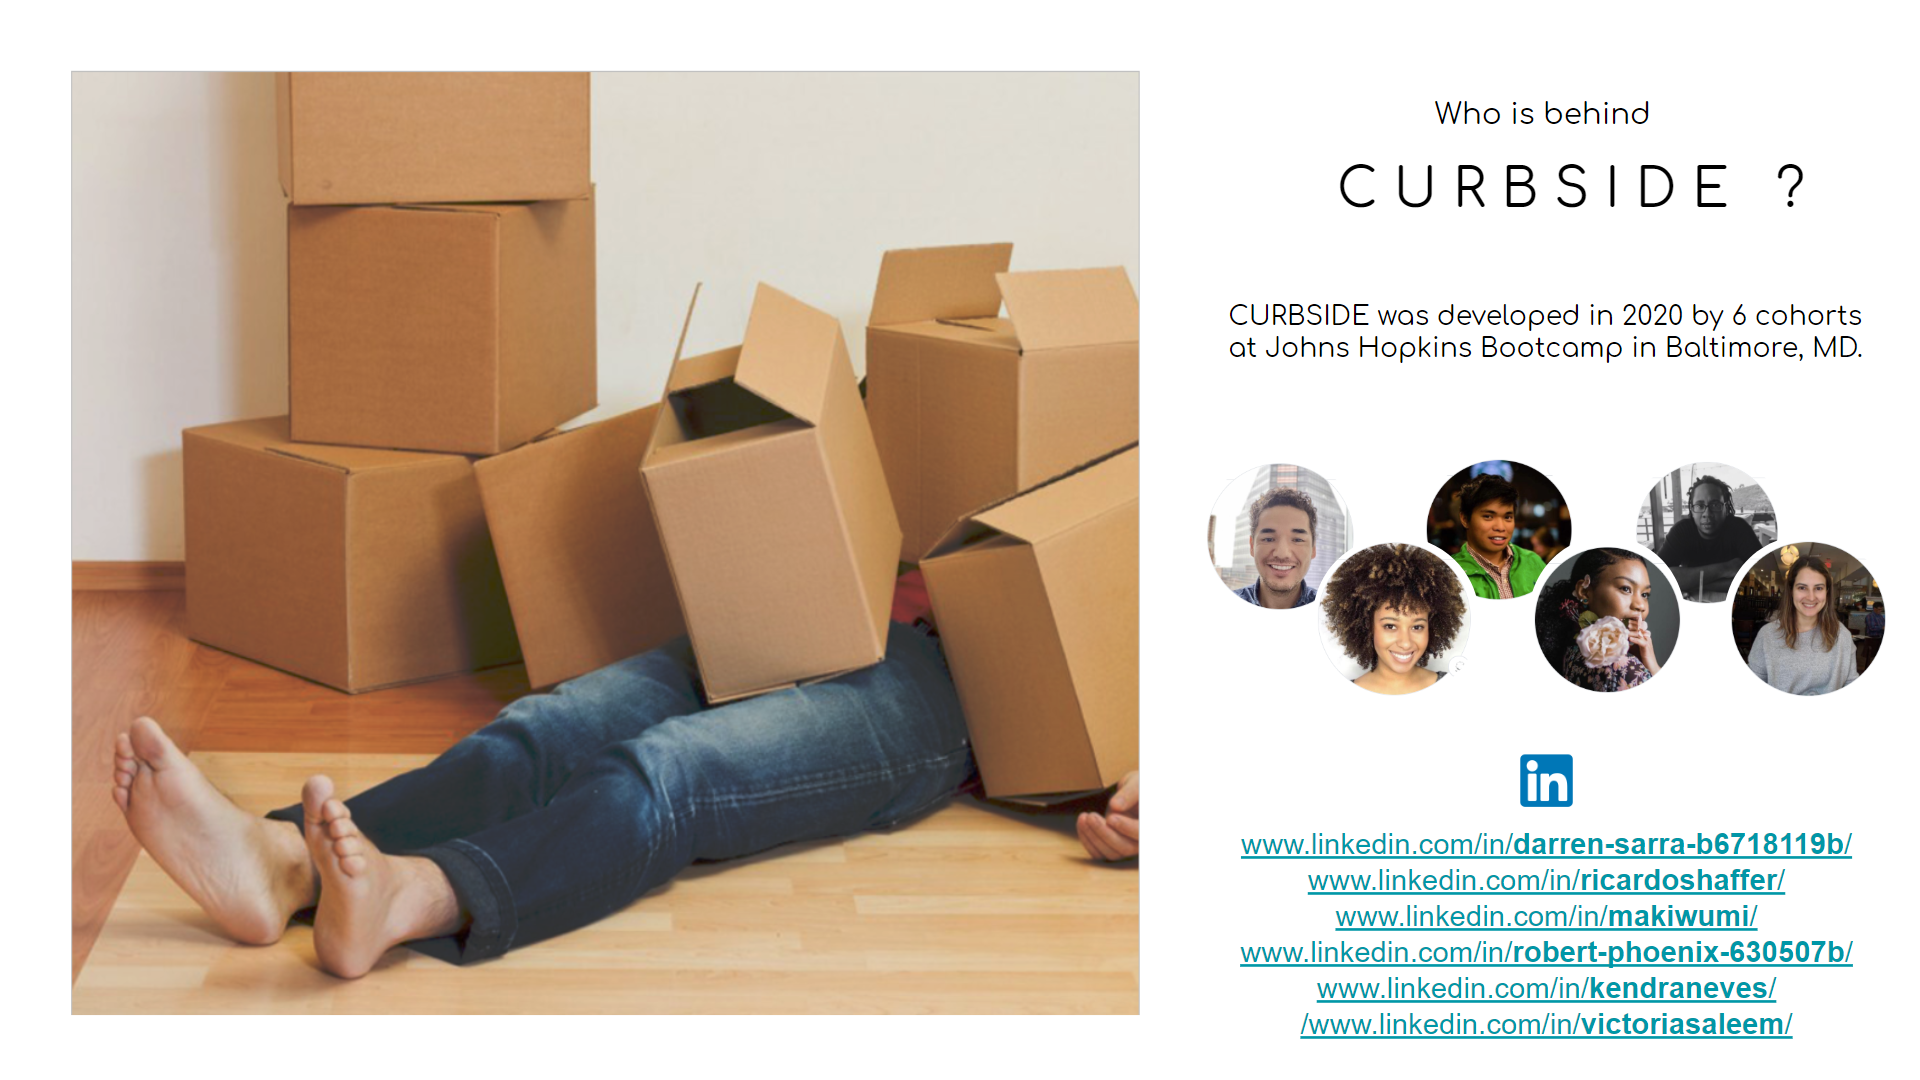 Who is behind
CURBSIDE ?
CURBSIDE was developed in 2020 by 6 cohorts
at Johns Hopkins Bootcamp in Baltimore, MD.
in
www.linkedin.com/in/darren-sarra-b6718119b/
www.linkedin.com/in/ricardoshaffer/
www.linkedin.com/in/makiwumi/
www.linkedin.com/in/robert-phoenix-630507b/
www.linkedin.com/in/kendraneves/
/www.linkedin.com/in/victoriasaleem/